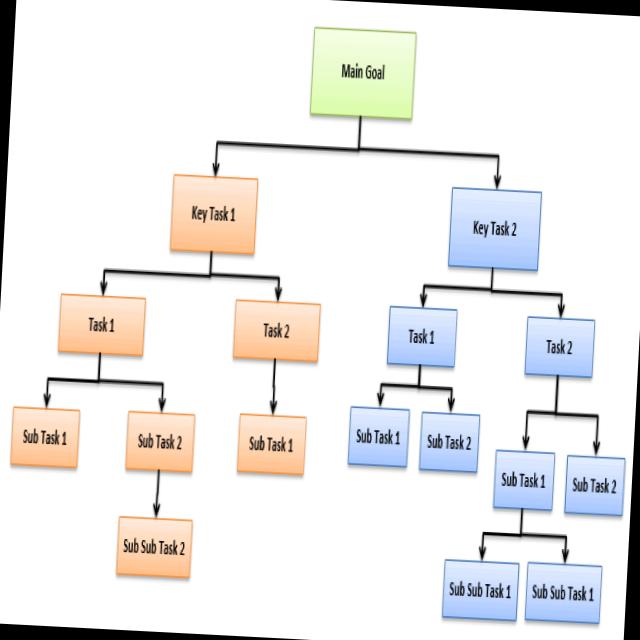 Main Goal
Key Task 1
Key Task 2
Task 1
Task 2
Task 1
Task 2
Sub Task 1
Sub Task 2
Sub Task 1
Sub Task 1
Sub Task 2
Sub Task 1
Sub Task 2
Sub Sub Task 2
Sub Sub Task 1
Sub Sub Task 1